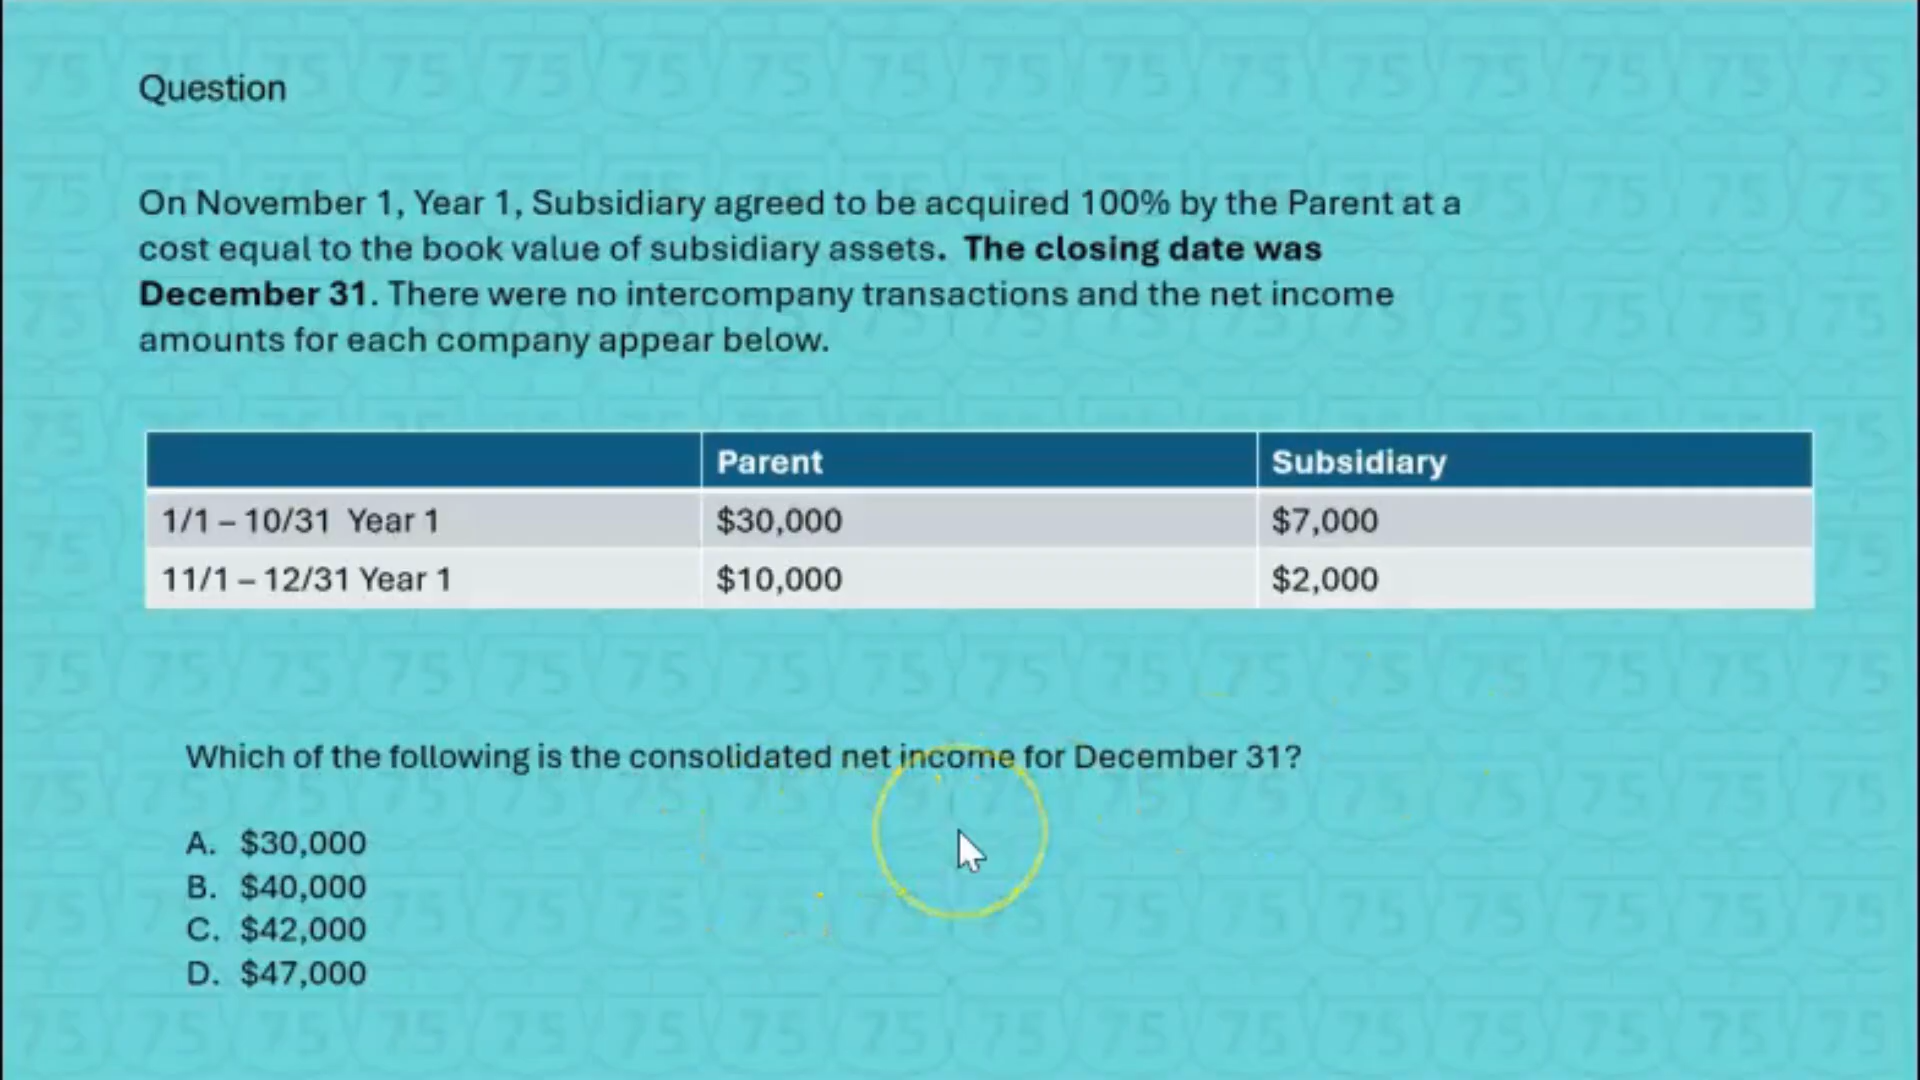 Question
On November 1, Year 1, Subsidiary agreed to be acquired 100% by the Parent at a
cost equal to the book value of subsidiary assets. The closing date was
December 31. There were no intercompany transactions and the net income
amounts for each company appear below.
Parent Subsidiary
1/1 – 10/31 Year 1 $30,000 $7,000
11/1 – 12/31 Year 1 $10,000 $2,000
Which of the following is the consolidated net income for December 31?
A. $30,000
B. $40,000
C. $42,000
D. $47,000